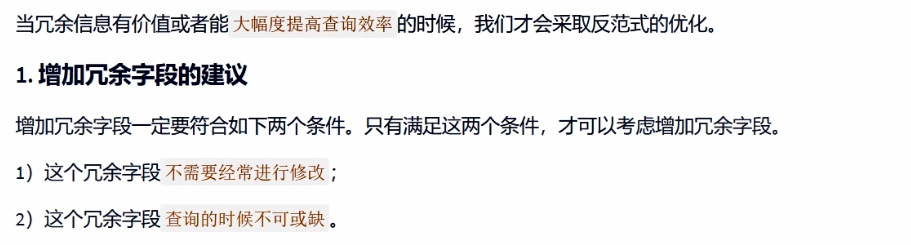 当冗余信息有价值或者能大幅度提高查询效率的时候，我们才会采取反范式的优化。
1. 增加冗余字段的建议
增加冗余字段一定要符合如下两个条件。只有满足这两个条件，才可以考虑增加冗余字段。
1）这个冗余字段不需要经常进行修改；
2）这个冗余字段查询的时候不可或缺。